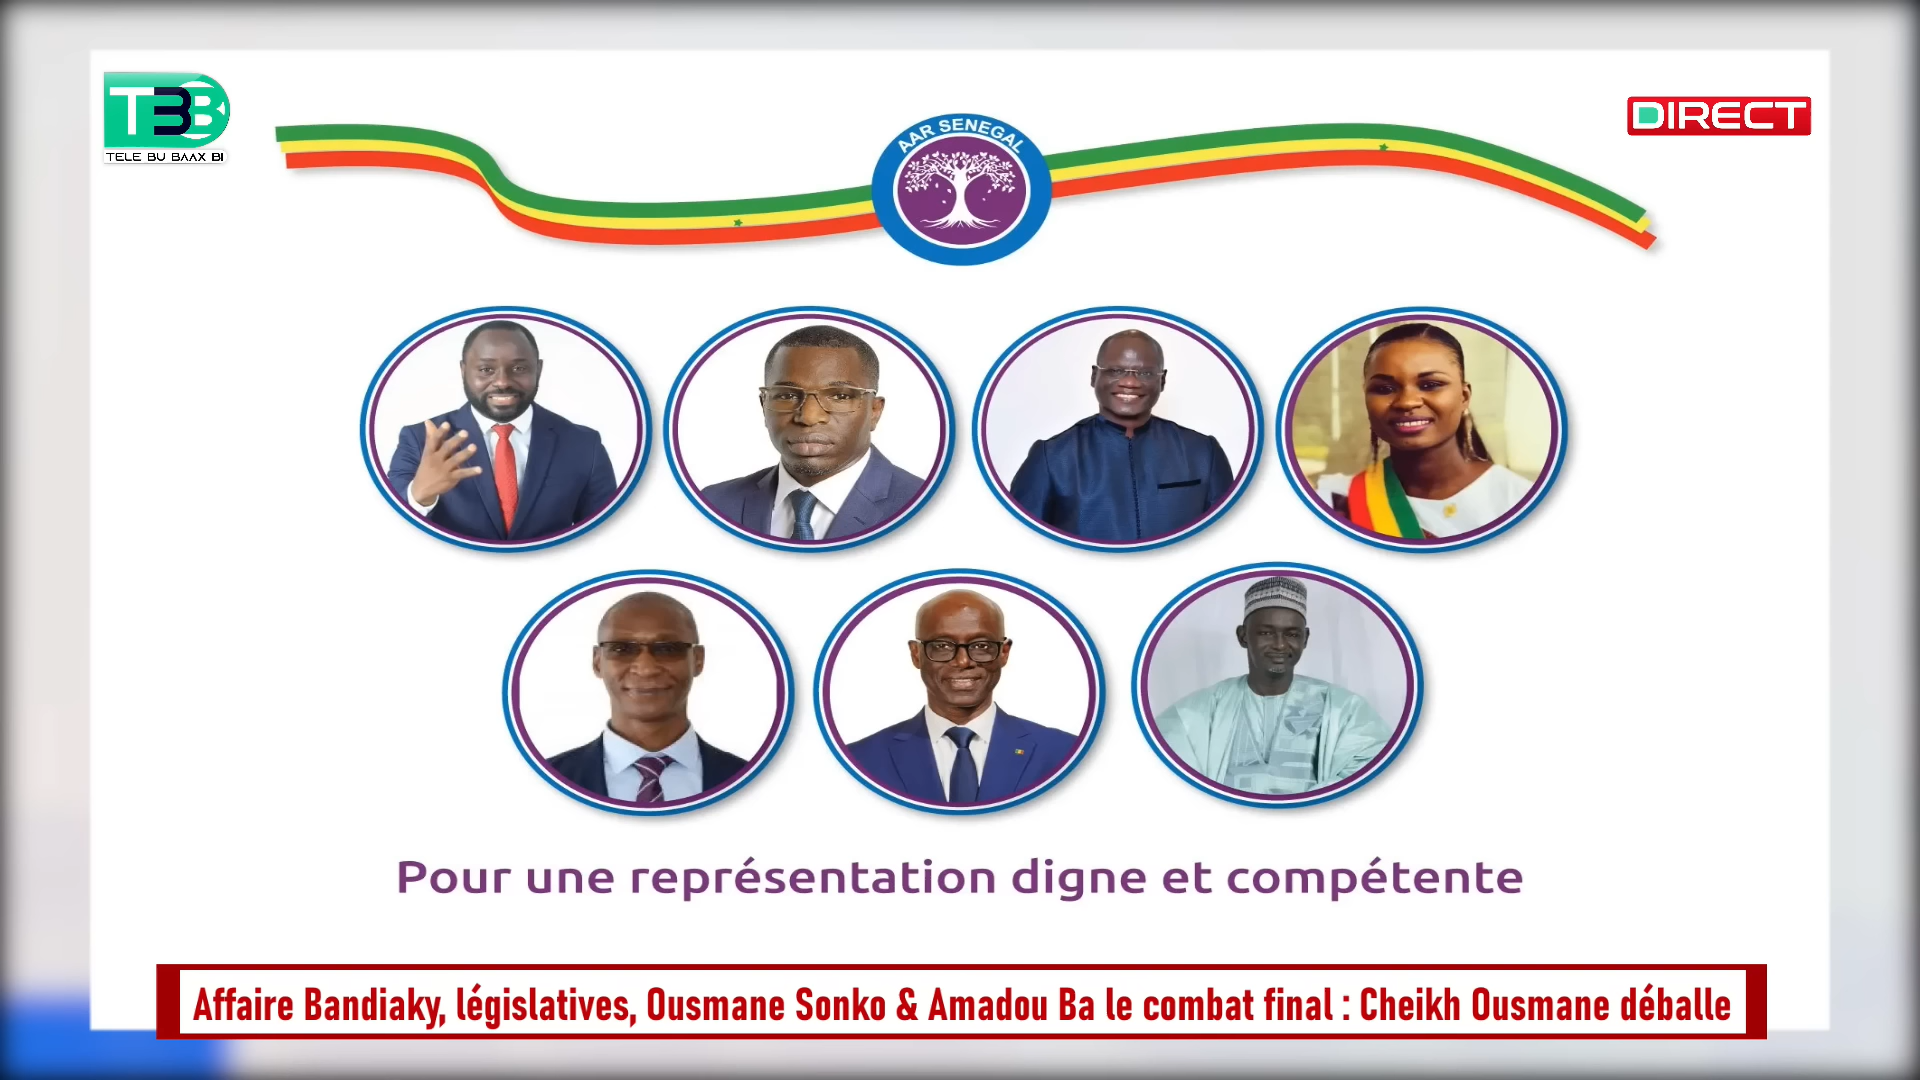 TBB
TELE BU BAAX BI
DIRECT
AAR SENEGAL
Pour une représentation digne et compétente
Affaire Bandiaky, législatives, Ousmane Sonko & Amadou Ba le combat final : Cheikh Ousmane déballe